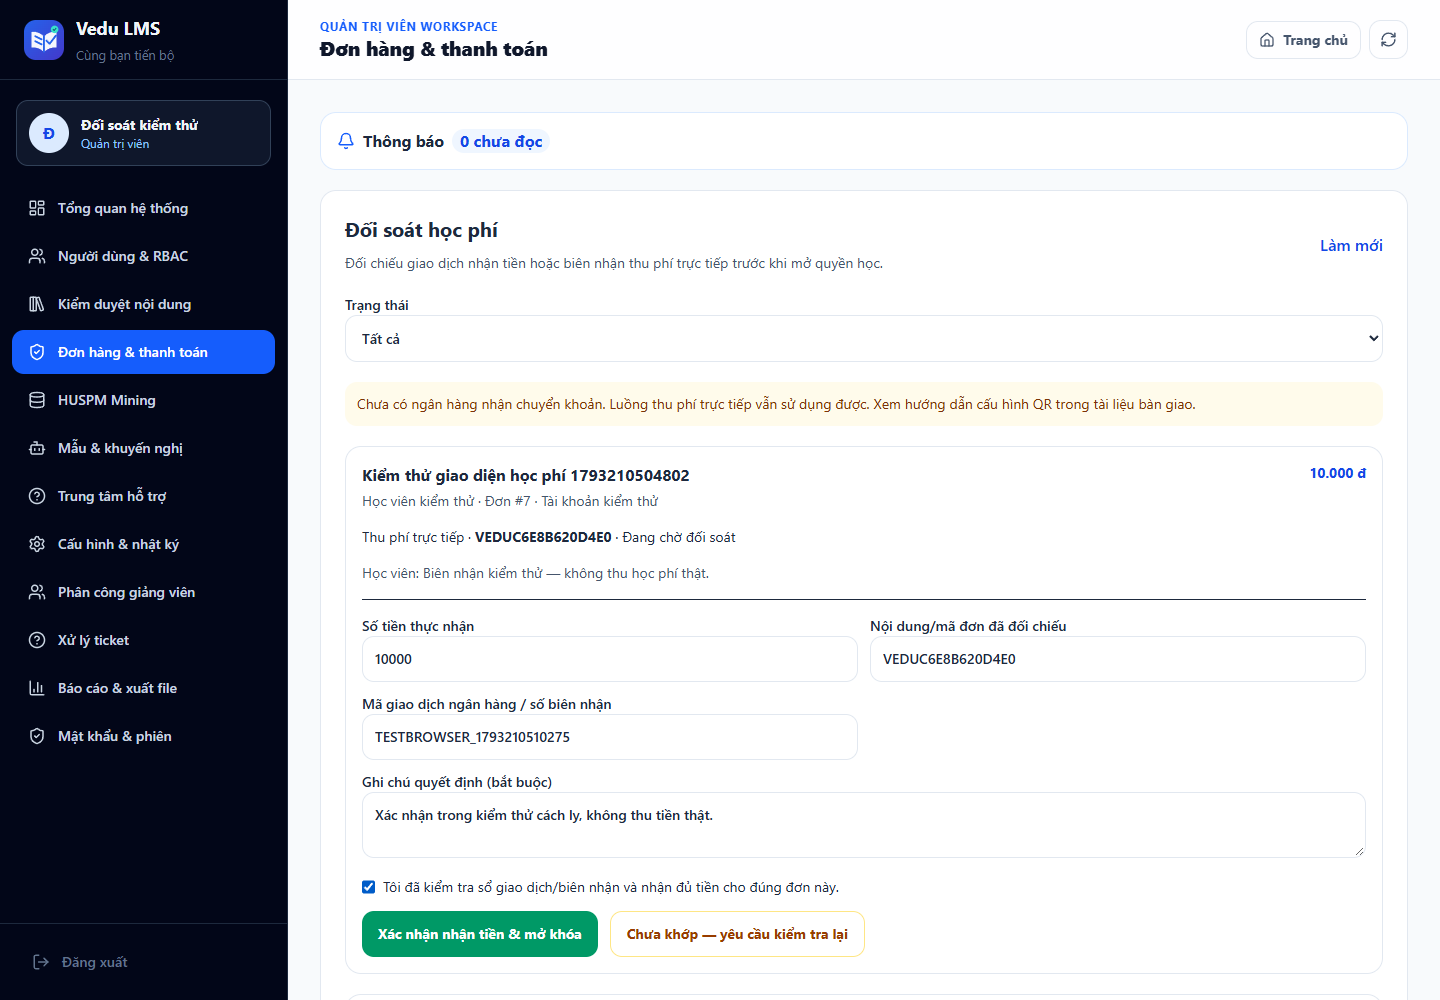 Vedu LMS
Cùng bạn tiến bộ
Đ
Đối soát kiểm thử
Quản trị viên
Tổng quan hệ thống
Người dùng & RBAC
Kiểm duyệt nội dung
Đơn hàng & thanh toán
HUSPM Mining
Mẫu & khuyến nghị
Trung tâm hỗ trợ
Cấu hình & nhật ký
Phân công giảng viên
Xử lý ticket
Báo cáo & xuất file
Mật khẩu & phiên
Đăng xuất
QUẢN TRỊ VIÊN WORKSPACE
Đơn hàng & thanh toán
Trang chủ
Thông báo 0 chưa đọc
Đối soát học phí
Đối chiếu giao dịch nhận tiền hoặc biên nhận thu phí trực tiếp trước khi mở quyền học.
Làm mới
Trạng thái
Tất cả
Chưa có ngân hàng nhận chuyển khoản. Luồng thu phí trực tiếp vẫn sử dụng được. Xem hướng dẫn cấu hình QR trong tài liệu bàn giao.
Kiểm thử giao diện học phí 1793210504802
10.000 đ
Học viên kiểm thử · Đơn #7 · Tài khoản kiểm thử
Thu phí trực tiếp · VEDUC6E8B620D4E0 · Đang chờ đối soát
Học viên: Biên nhận kiểm thử — không thu học phí thật.
Số tiền thực nhận
10000
Nội dung/mã đơn đã đối chiếu
VEDUC6E8B620D4E0
Mã giao dịch ngân hàng / số biên nhận
TESTBROWSER_1793210510275
Ghi chú quyết định (bắt buộc)
Xác nhận trong kiểm thử cách ly, không thu tiền thật.
Tôi đã kiểm tra sổ giao dịch/biên nhận và nhận đủ tiền cho đúng đơn này.
Xác nhận nhận tiền & mở khóa
Chưa khớp — yêu cầu kiểm tra lại